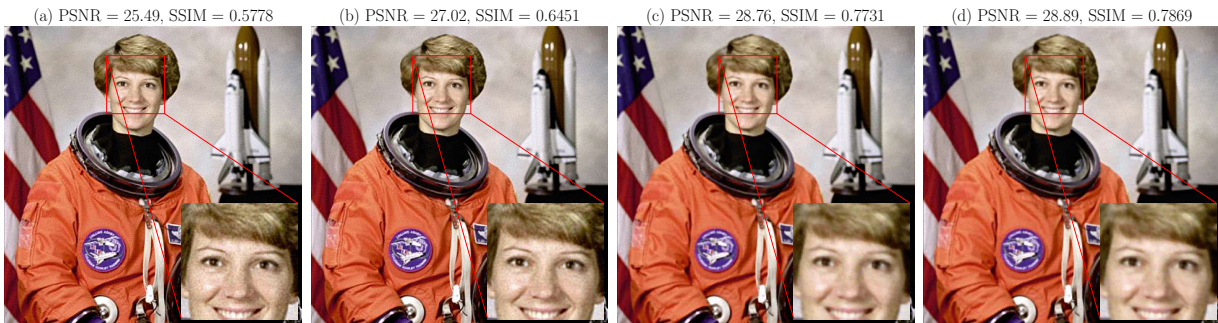 (a) PSNR = 25.49, SSIM = 0.5778
(b) PSNR = 27.02, SSIM = 0.6451
(c) PSNR = 28.76, SSIM = 0.7731
(d) PSNR = 28.89, SSIM = 0.7869